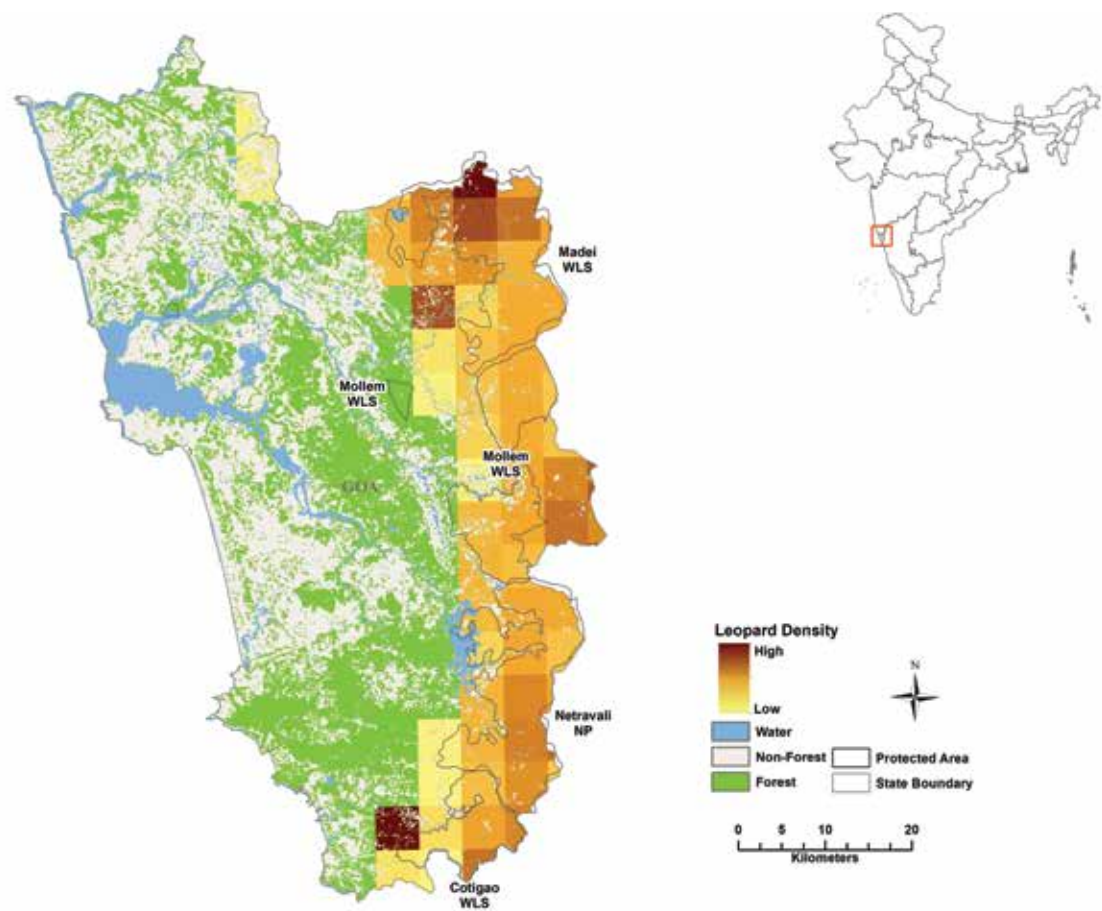 Madei
WLS
Mollem
WLS
Mollem
WLS
GOA
Netravali
NP
Cotigao
WLS
Leopard Density
High
Low
Water
Non-Forest
Forest
Protected Area
State Boundary
N
0 5 10 20
Kilometers